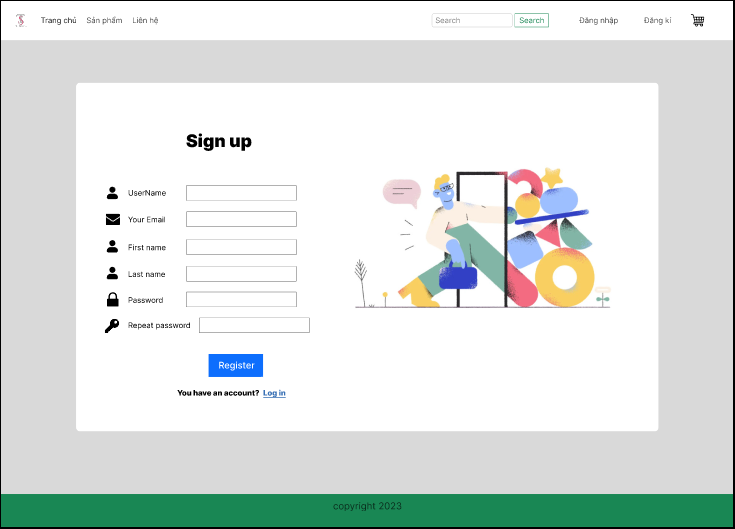 Trang chủ Sản phẩm Liên hệ Search Search Đăng nhập Đăng kí
Sign up
UserName
Your Email
First name
Last name
Password
Repeat password
Register
You have an account? Log in
copyright 2023